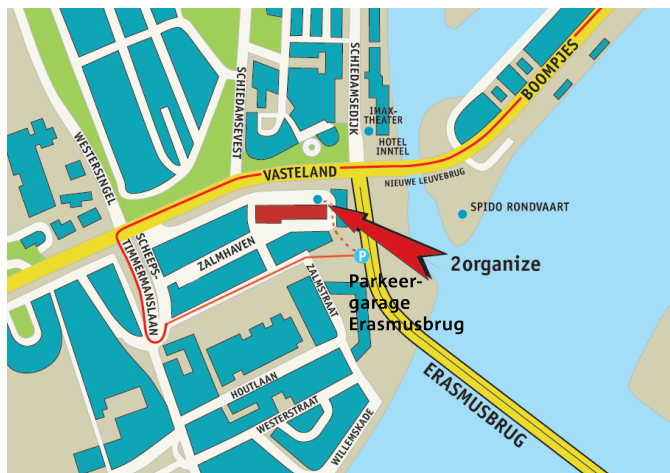 BOOMPJES
SCHIEDAMSEVEST
SCHIEDAMSEDIJK
IMAX-
THEATER
HOTEL
INNTEL
WESTERSINGEL
VASTELAND
NIEUWE LEUVEBRUG
SPIDO RONDVAART
SCHEEPS-
TIMMERMANSLAAN
ZALMHAVEN
P
2organize
Parkeer-
garage
Erasmusbrug
ZALMSTRAAT
HOUTLAAN
ERASMUSBRUG
WESTERSTRAAT
WILLEMSKADE